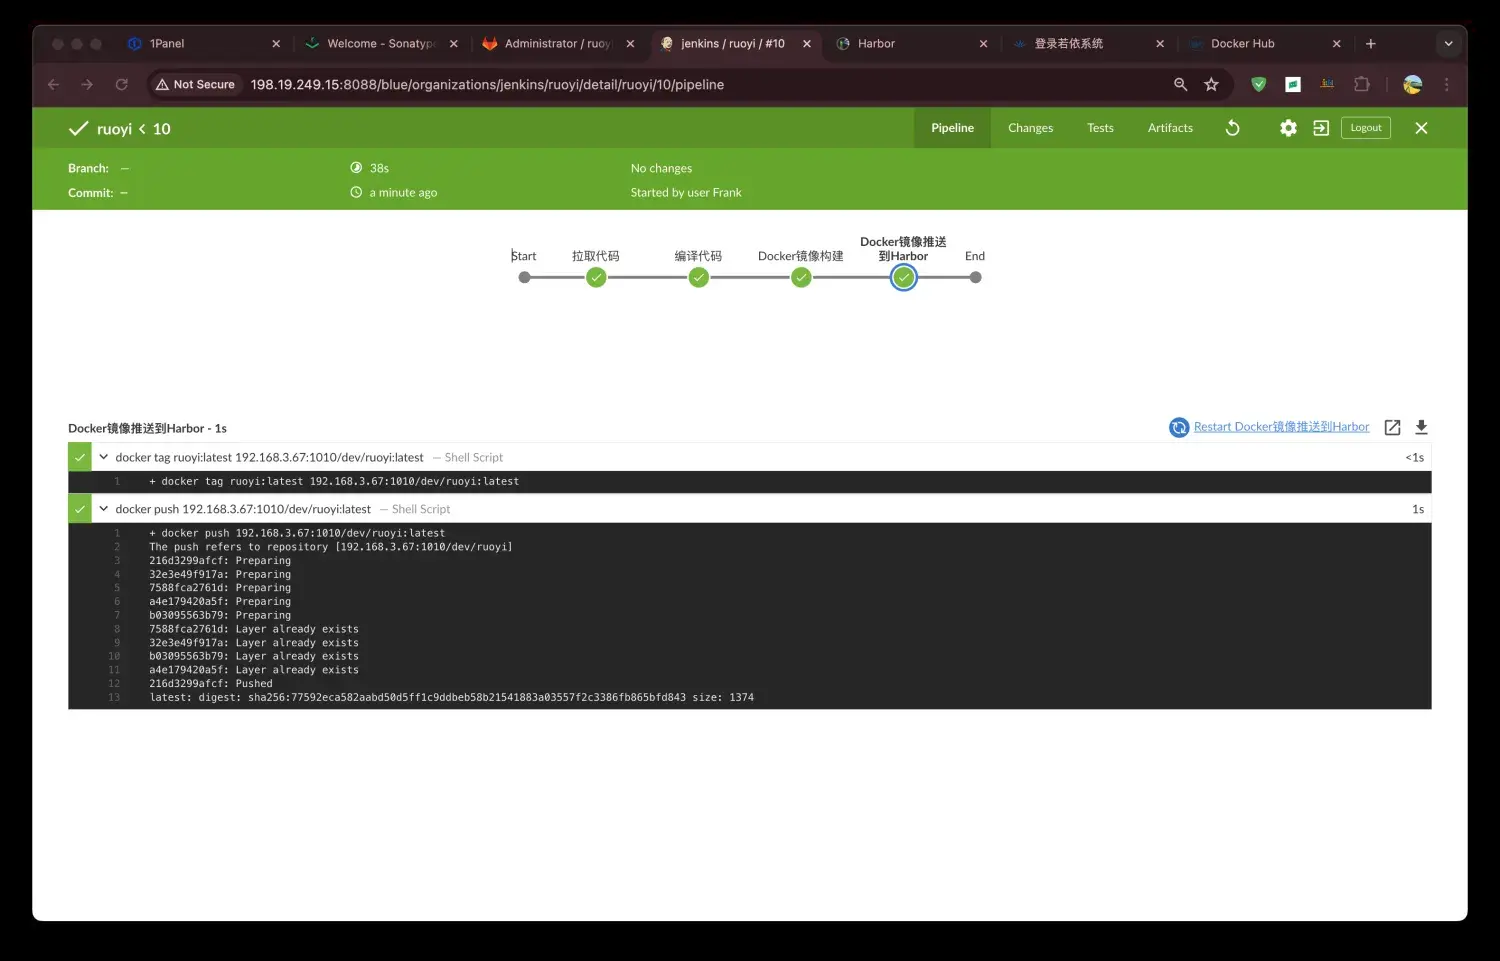 1Panel
Welcome - Sonatype
Administrator / ruoy
jenkins / ruoyi / #10
Harbor
登录若依系统
Docker Hub
Not Secure
198.19.249.15:8088/blue/organizations/jenkins/ruoyi/detail/ruoyi/10/pipeline
ruoyi < 10
Pipeline
Changes
Tests
Artifacts
Logout
Branch: —
38s
No changes
Commit: —
a minute ago
Started by user Frank
Start
拉取代码
编译代码
Docker镜像构建
Docker镜像推送
到Harbor
End
Docker镜像推送到Harbor - 1s
Restart Docker镜像推送到Harbor
docker tag ruoyi:latest 192.168.3.67:1010/dev/ruoyi:latest — Shell Script
<1s
1 + docker tag ruoyi:latest 192.168.3.67:1010/dev/ruoyi:latest
docker push 192.168.3.67:1010/dev/ruoyi:latest — Shell Script
1s
1 + docker push 192.168.3.67:1010/dev/ruoyi:latest
2 The push refers to repository [192.168.3.67:1010/dev/ruoyi]
3 216d3299afcf: Preparing
4 32e3e49f917a: Preparing
5 7588fca2761d: Preparing
6 a4e179420a5f: Preparing
7 b03095563b79: Preparing
8 7588fca2761d: Layer already exists
9 32e3e49f917a: Layer already exists
10 b03095563b79: Layer already exists
11 a4e179420a5f: Layer already exists
12 216d3299afcf: Pushed
13 latest: digest: sha256:77592eca582aabd50d5ff1c9ddbeb58b21541883a03557f2c3386fb865bfd843 size: 1374